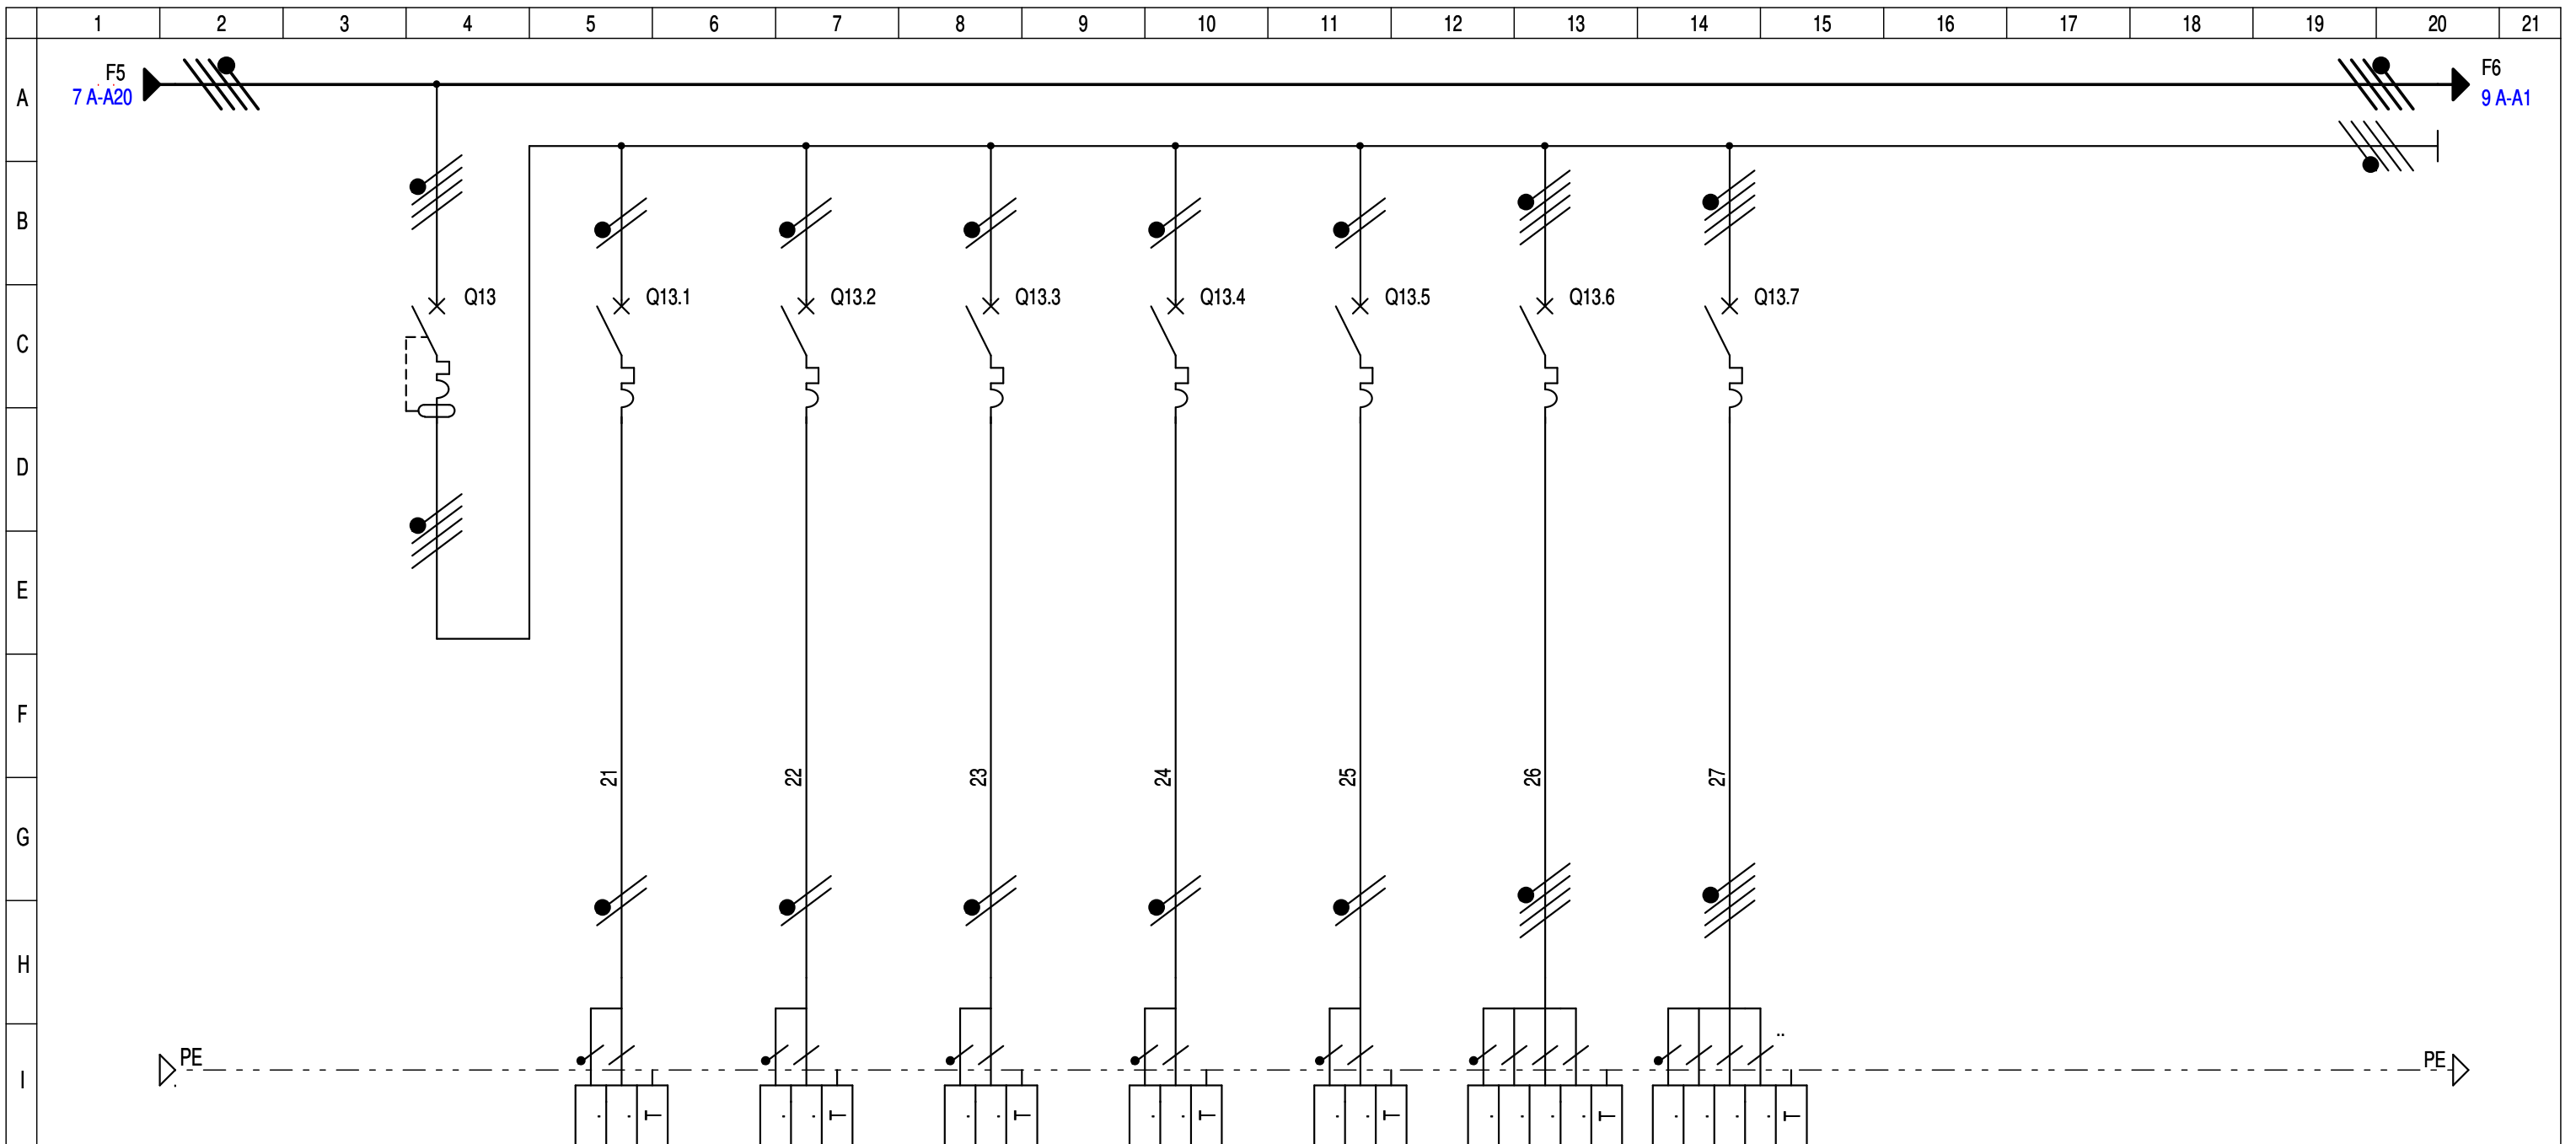 1 2 3 4 5 6 7 8 9 10 11 12 13 14 15 16 17 18 19 20 21
A
F5
7 A-A20
F6
9 A-A1
B
C
Q13 Q13.1 Q13.2 Q13.3 Q13.4 Q13.5 Q13.6 Q13.7
D
E
F
21 22 23 24 25 26 27
G
H
I
PE PE